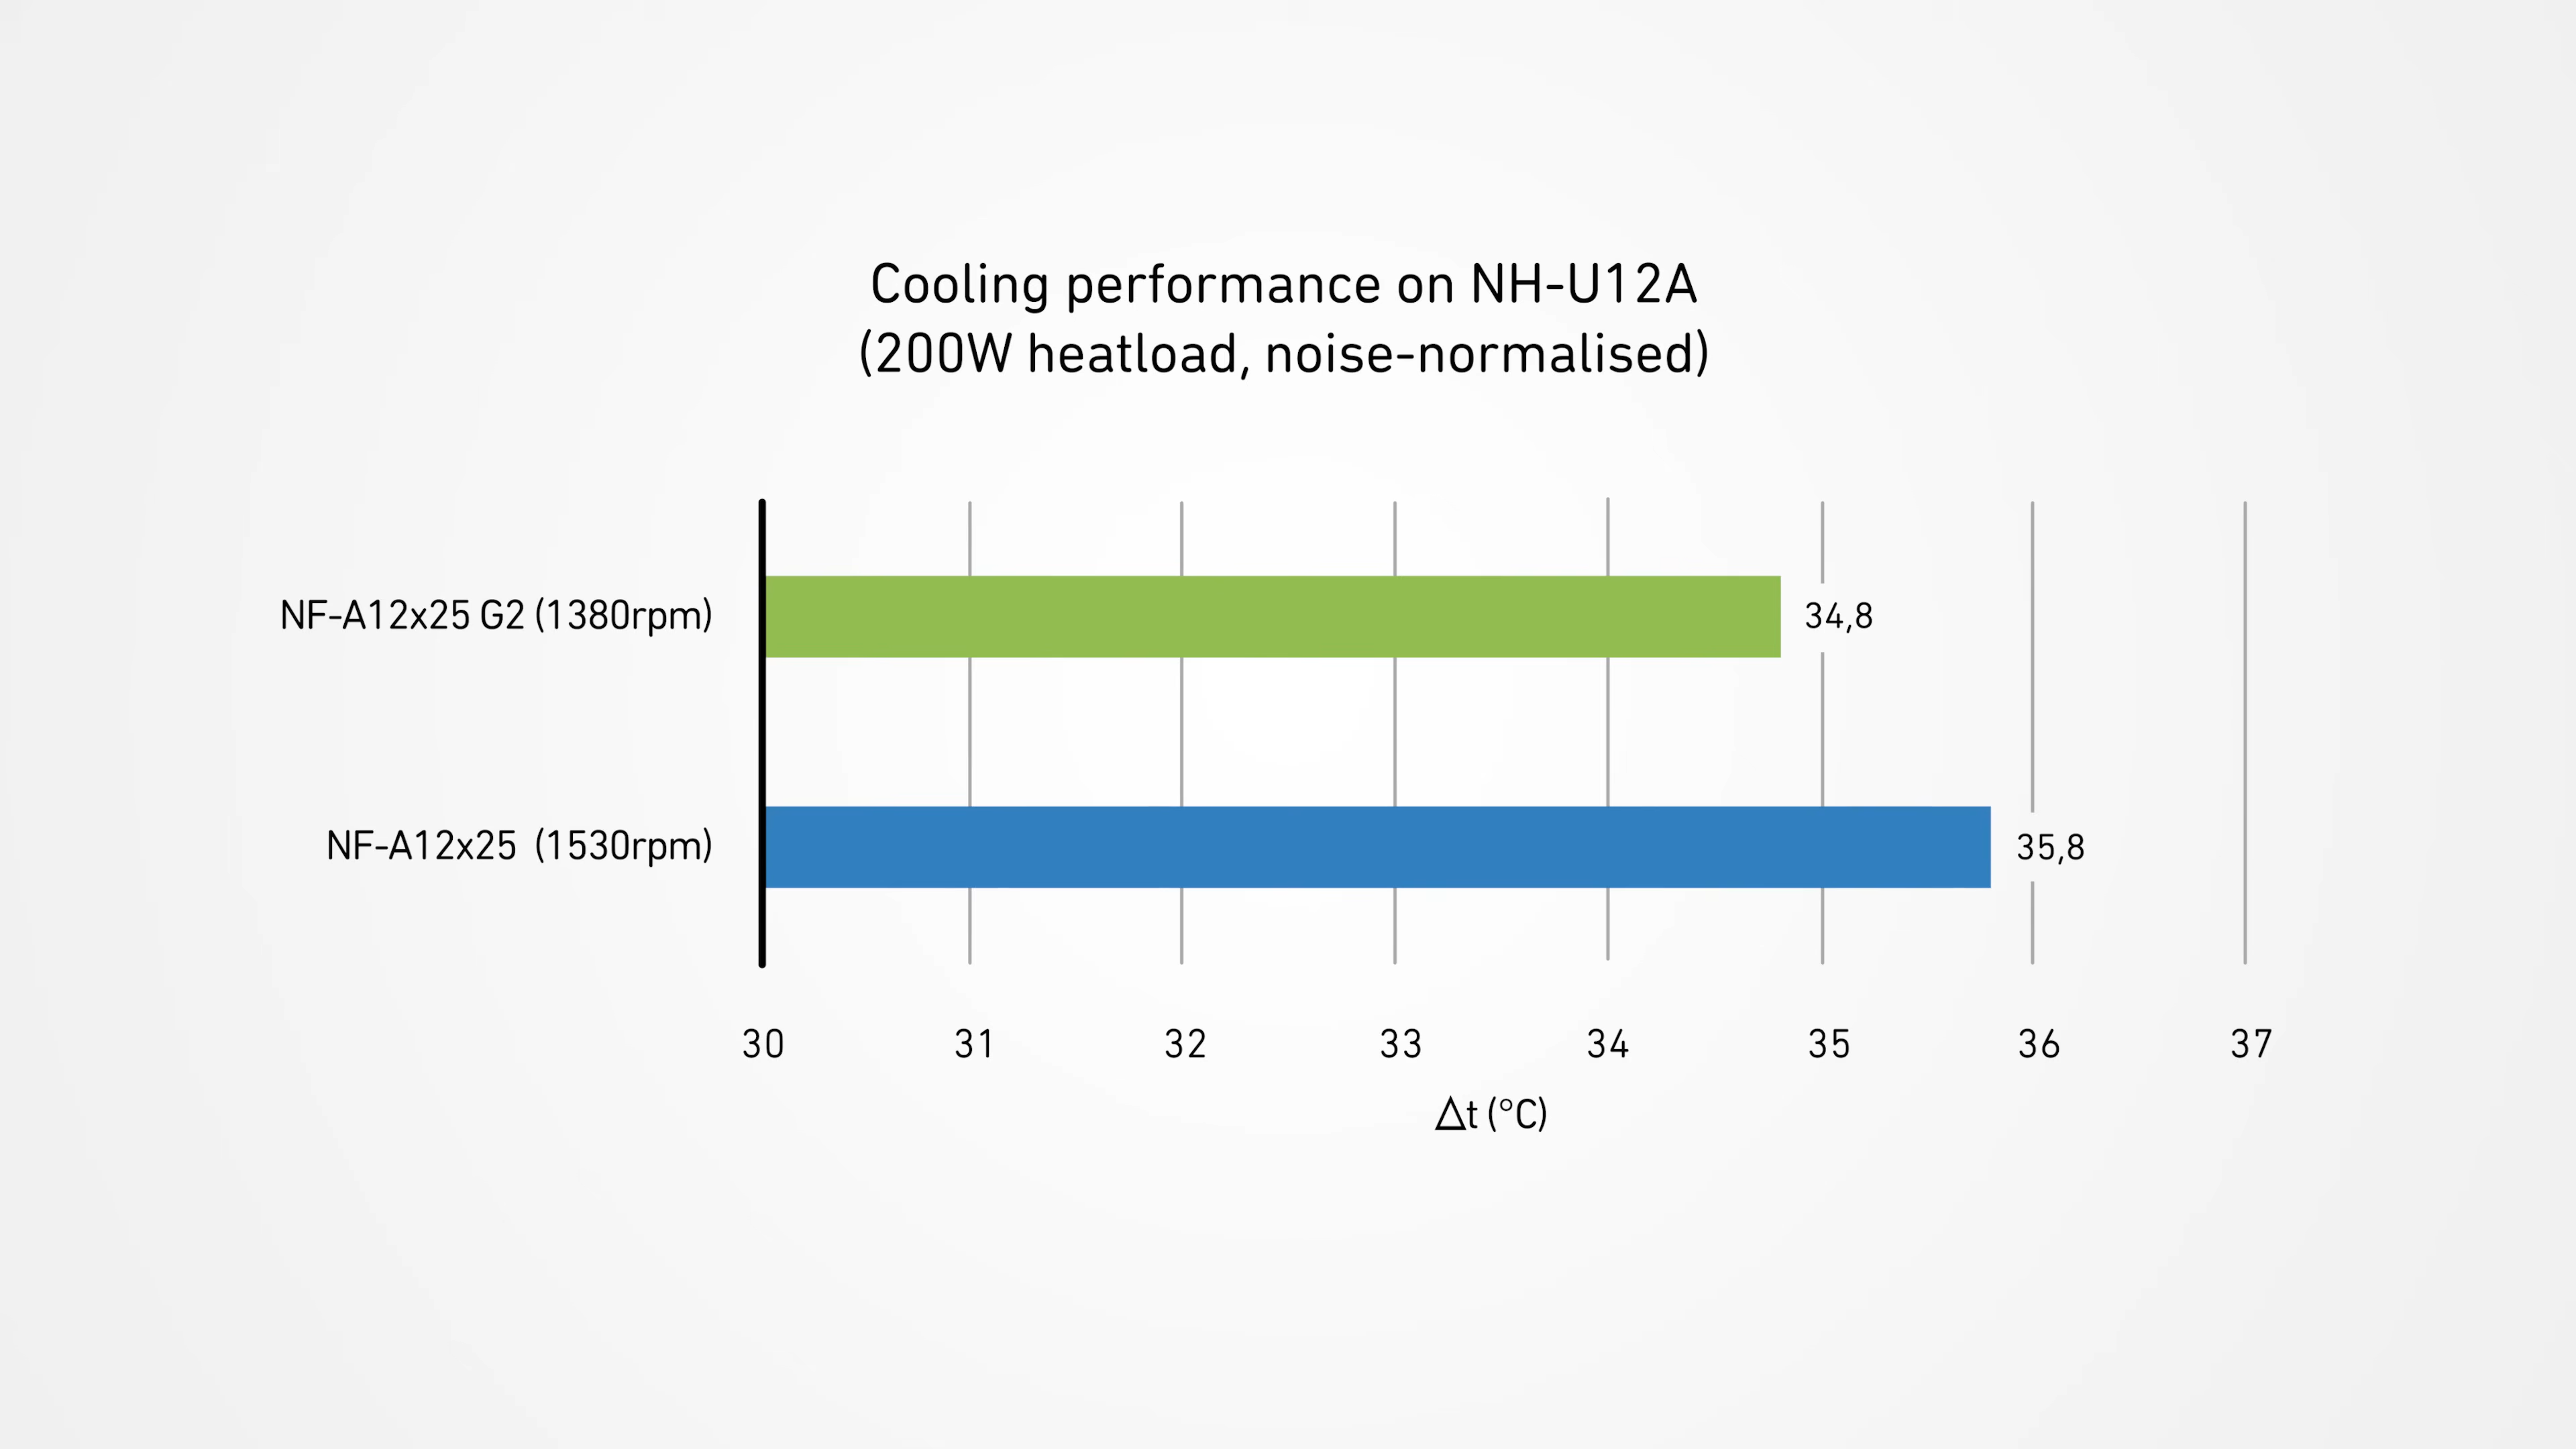 Cooling performance on NH-U12A
(200W heatload, noise-normalised)
NF-A12x25 G2 (1380rpm)
34,8
NF-A12x25 (1530rpm)
35,8
30 31 32 33 34 35 36 37
Δt (°C)